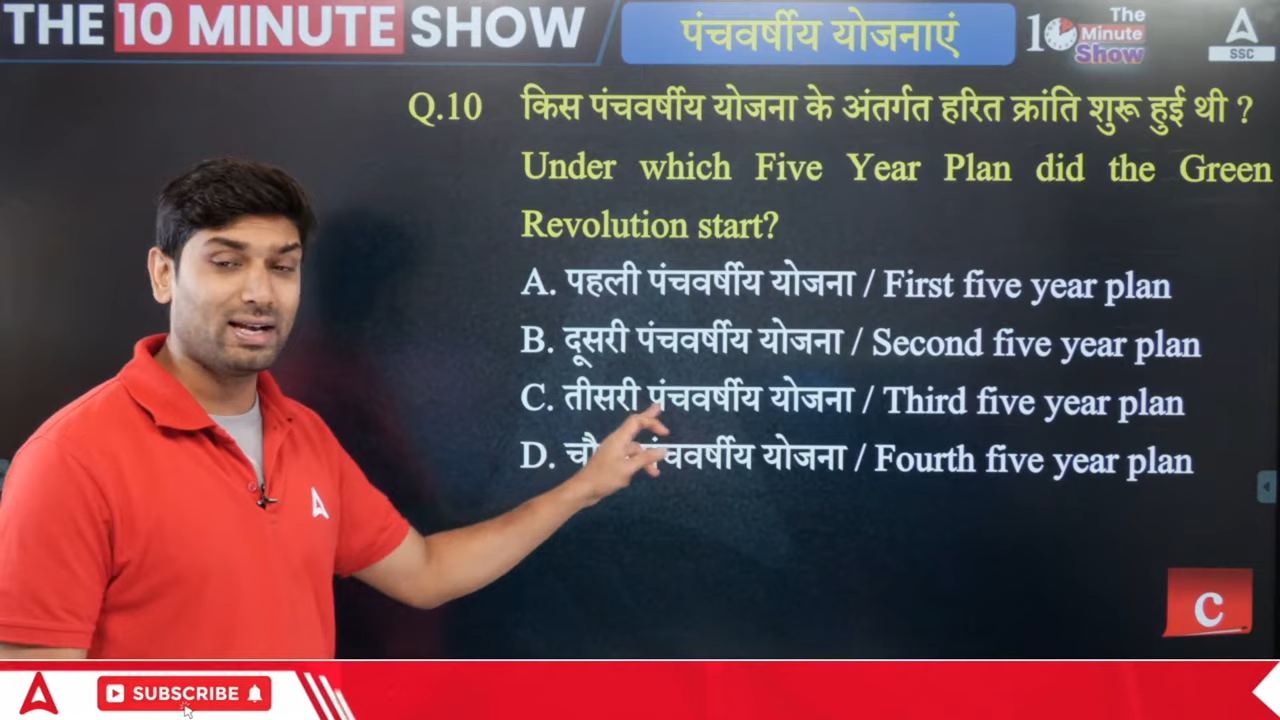 THE 10 MINUTE SHOW
पंचवर्षीय योजनाएं
10 The Minute Show
SSC
Q.10 किस पंचवर्षीय योजना के अंतर्गत हरित क्रांति शुरू हुई थी ?
Under which Five Year Plan did the Green
Revolution start?
A. पहली पंचवर्षीय योजना / First five year plan
B. दूसरी पंचवर्षीय योजना / Second five year plan
C. तीसरी पंचवर्षीय योजना / Third five year plan
D. पंचवर्षीय योजना / Fourth five year plan
C
SUBSCRIBE